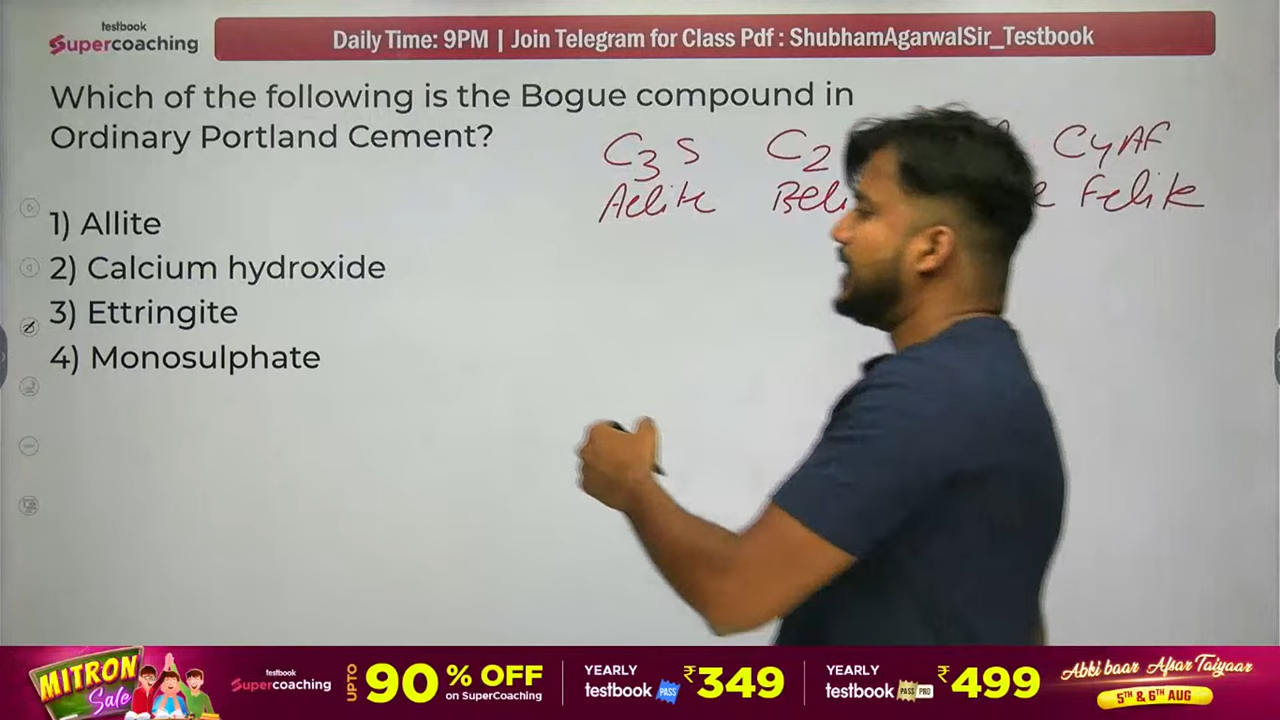 testbook
Supercoaching
Daily Time: 9PM | Join Telegram for Class Pdf : ShubhamAgarwalSir_Testbook
Which of the following is the Bogue compound in
Ordinary Portland Cement?
C3S C2 C4AF
Aelite Beli Felite
1) Allite
2) Calcium hydroxide
3) Ettringite
4) Monosulphate
MITRON
Sale
testbook
Supercoaching
UPTO 90 % OFF
on SuperCoaching
YEARLY
testbook PASS
₹349
YEARLY
testbook PASS PRO
₹499
Abki baar Afsar Taiyaar
5TH & 6TH AUG